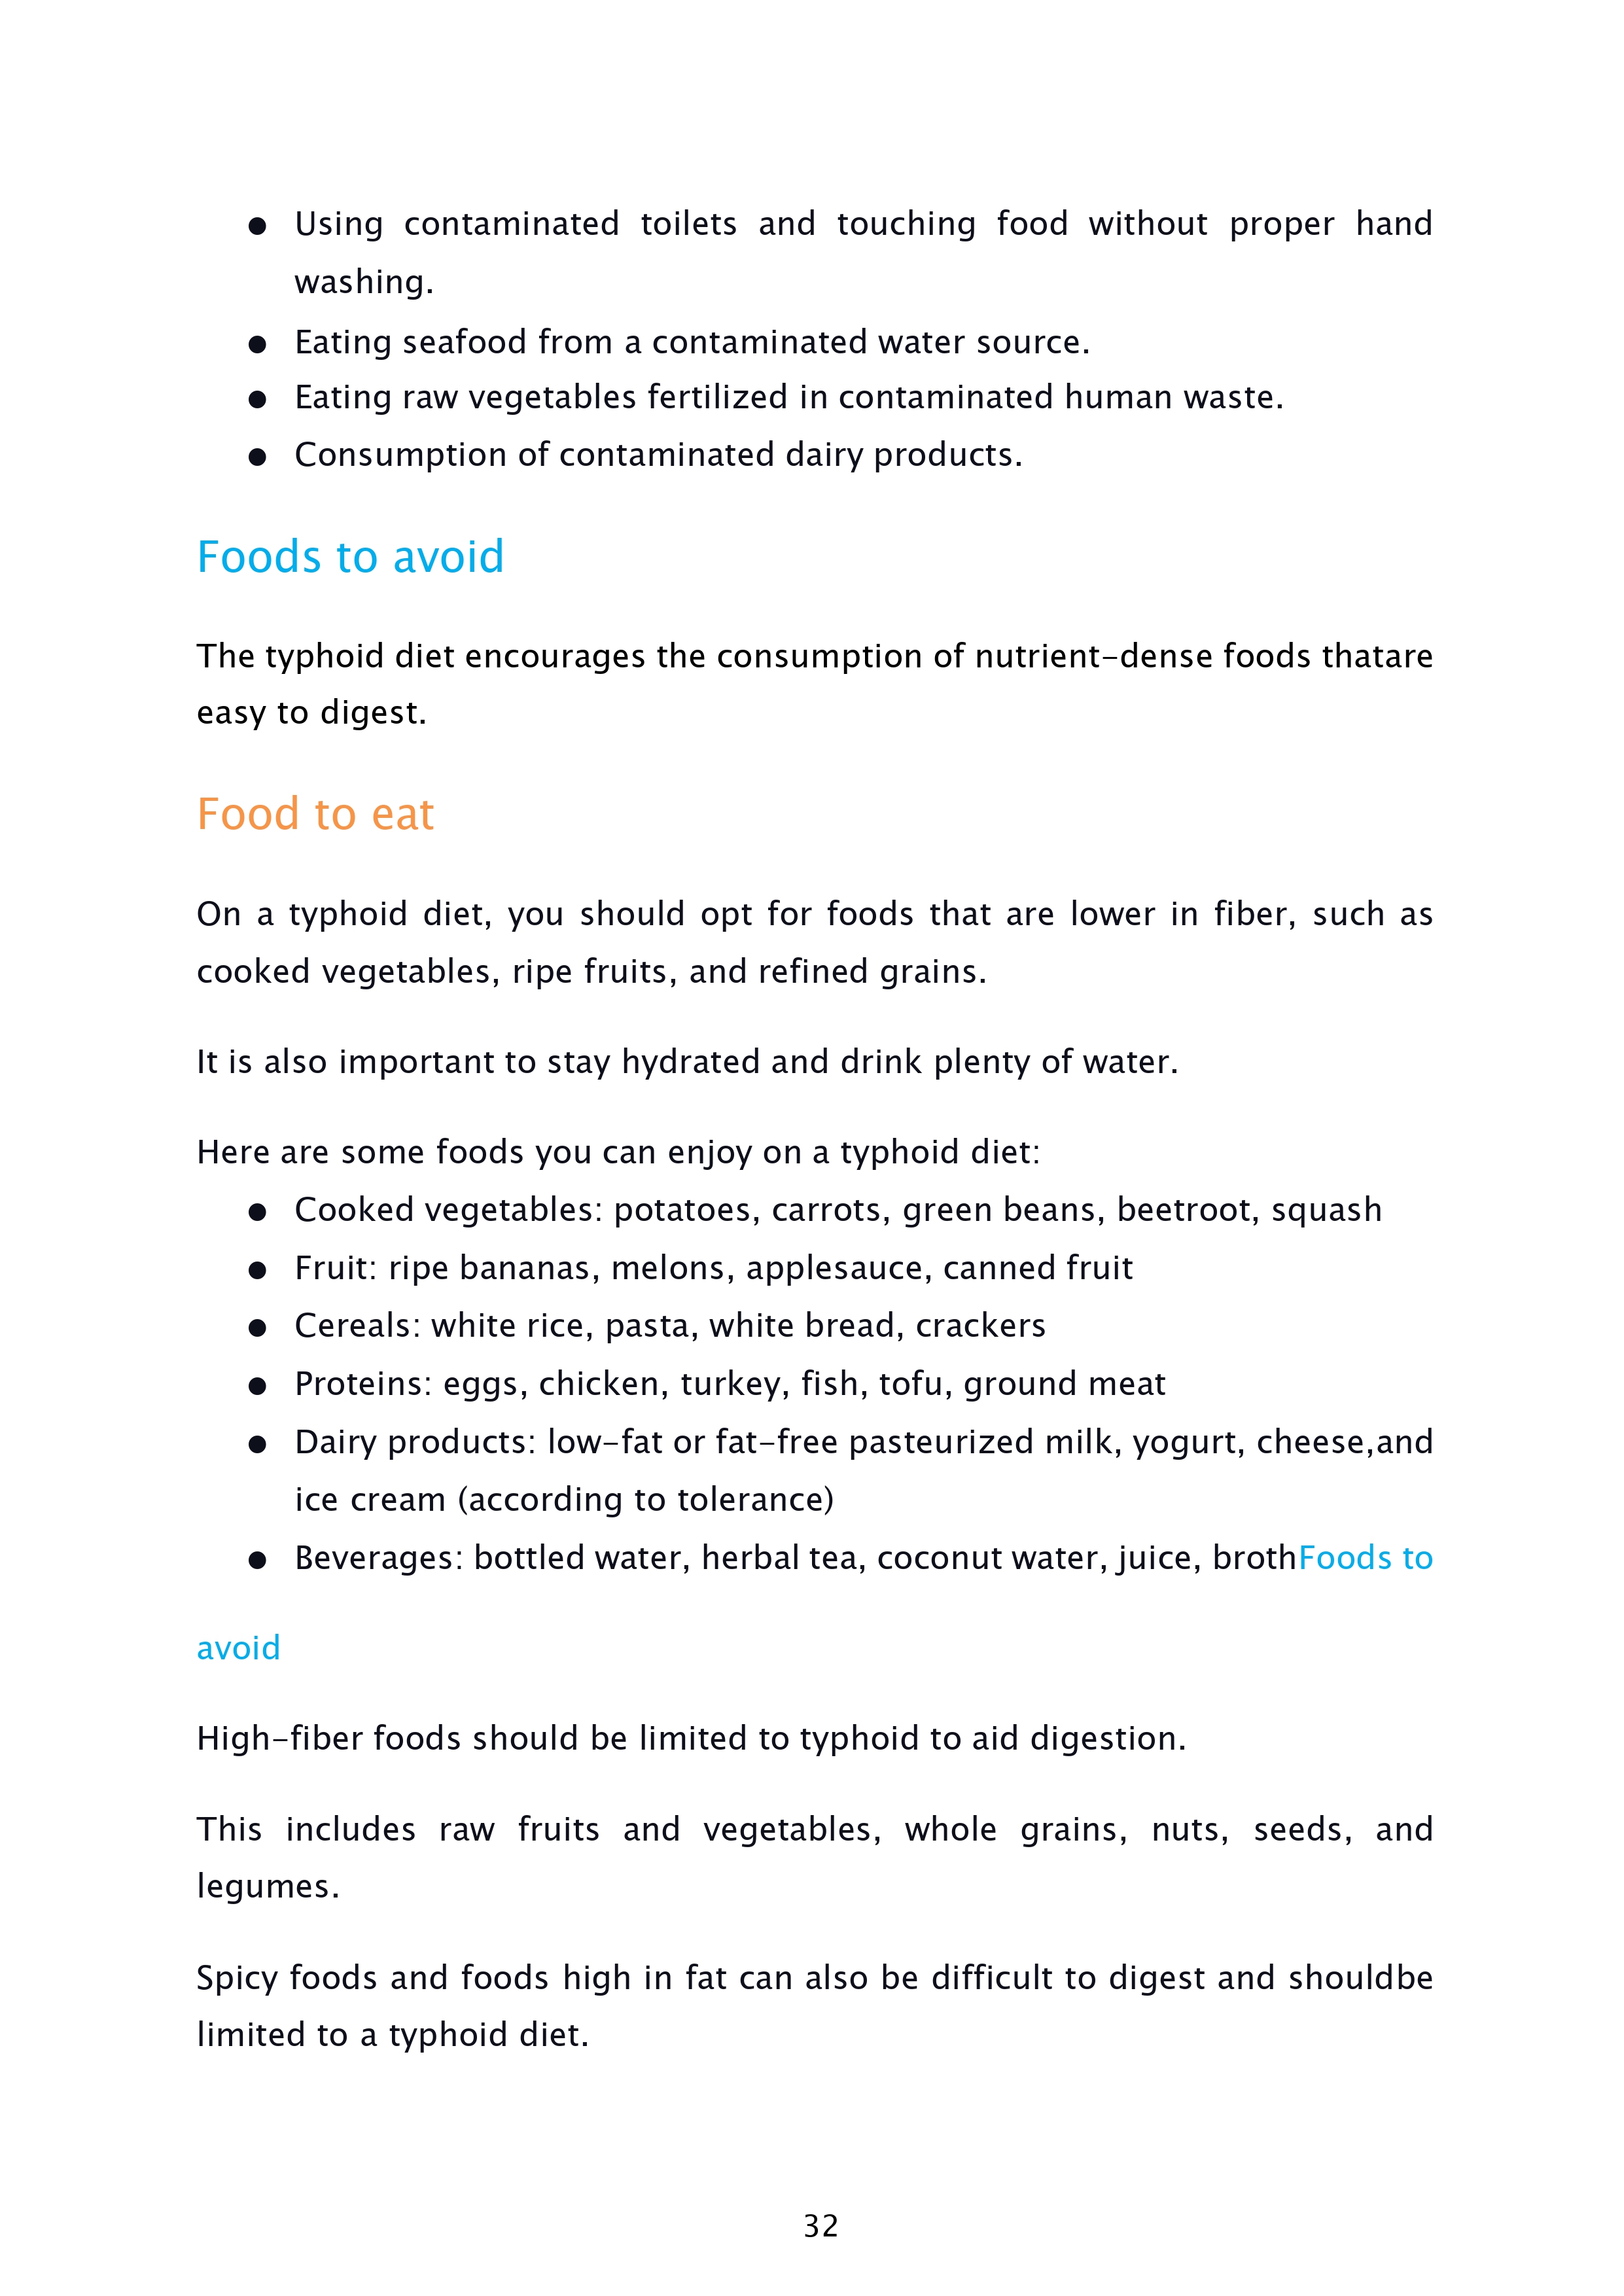 ● Using contaminated toilets and touching food without proper hand
washing.
● Eating seafood from a contaminated water source.
● Eating raw vegetables fertilized in contaminated human waste.
● Consumption of contaminated dairy products.
Foods to avoid
The typhoid diet encourages the consumption of nutrient-dense foods thatare
easy to digest.
Food to eat
On a typhoid diet, you should opt for foods that are lower in fiber, such as
cooked vegetables, ripe fruits, and refined grains.
It is also important to stay hydrated and drink plenty of water.
Here are some foods you can enjoy on a typhoid diet:
● Cooked vegetables: potatoes, carrots, green beans, beetroot, squash
● Fruit: ripe bananas, melons, applesauce, canned fruit
● Cereals: white rice, pasta, white bread, crackers
● Proteins: eggs, chicken, turkey, fish, tofu, ground meat
● Dairy products: low-fat or fat-free pasteurized milk, yogurt, cheese,and
ice cream (according to tolerance)
● Beverages: bottled water, herbal tea, coconut water, juice, brothFoods to
avoid
High-fiber foods should be limited to typhoid to aid digestion.
This includes raw fruits and vegetables, whole grains, nuts, seeds, and
legumes.
Spicy foods and foods high in fat can also be difficult to digest and shouldbe
limited to a typhoid diet.
32